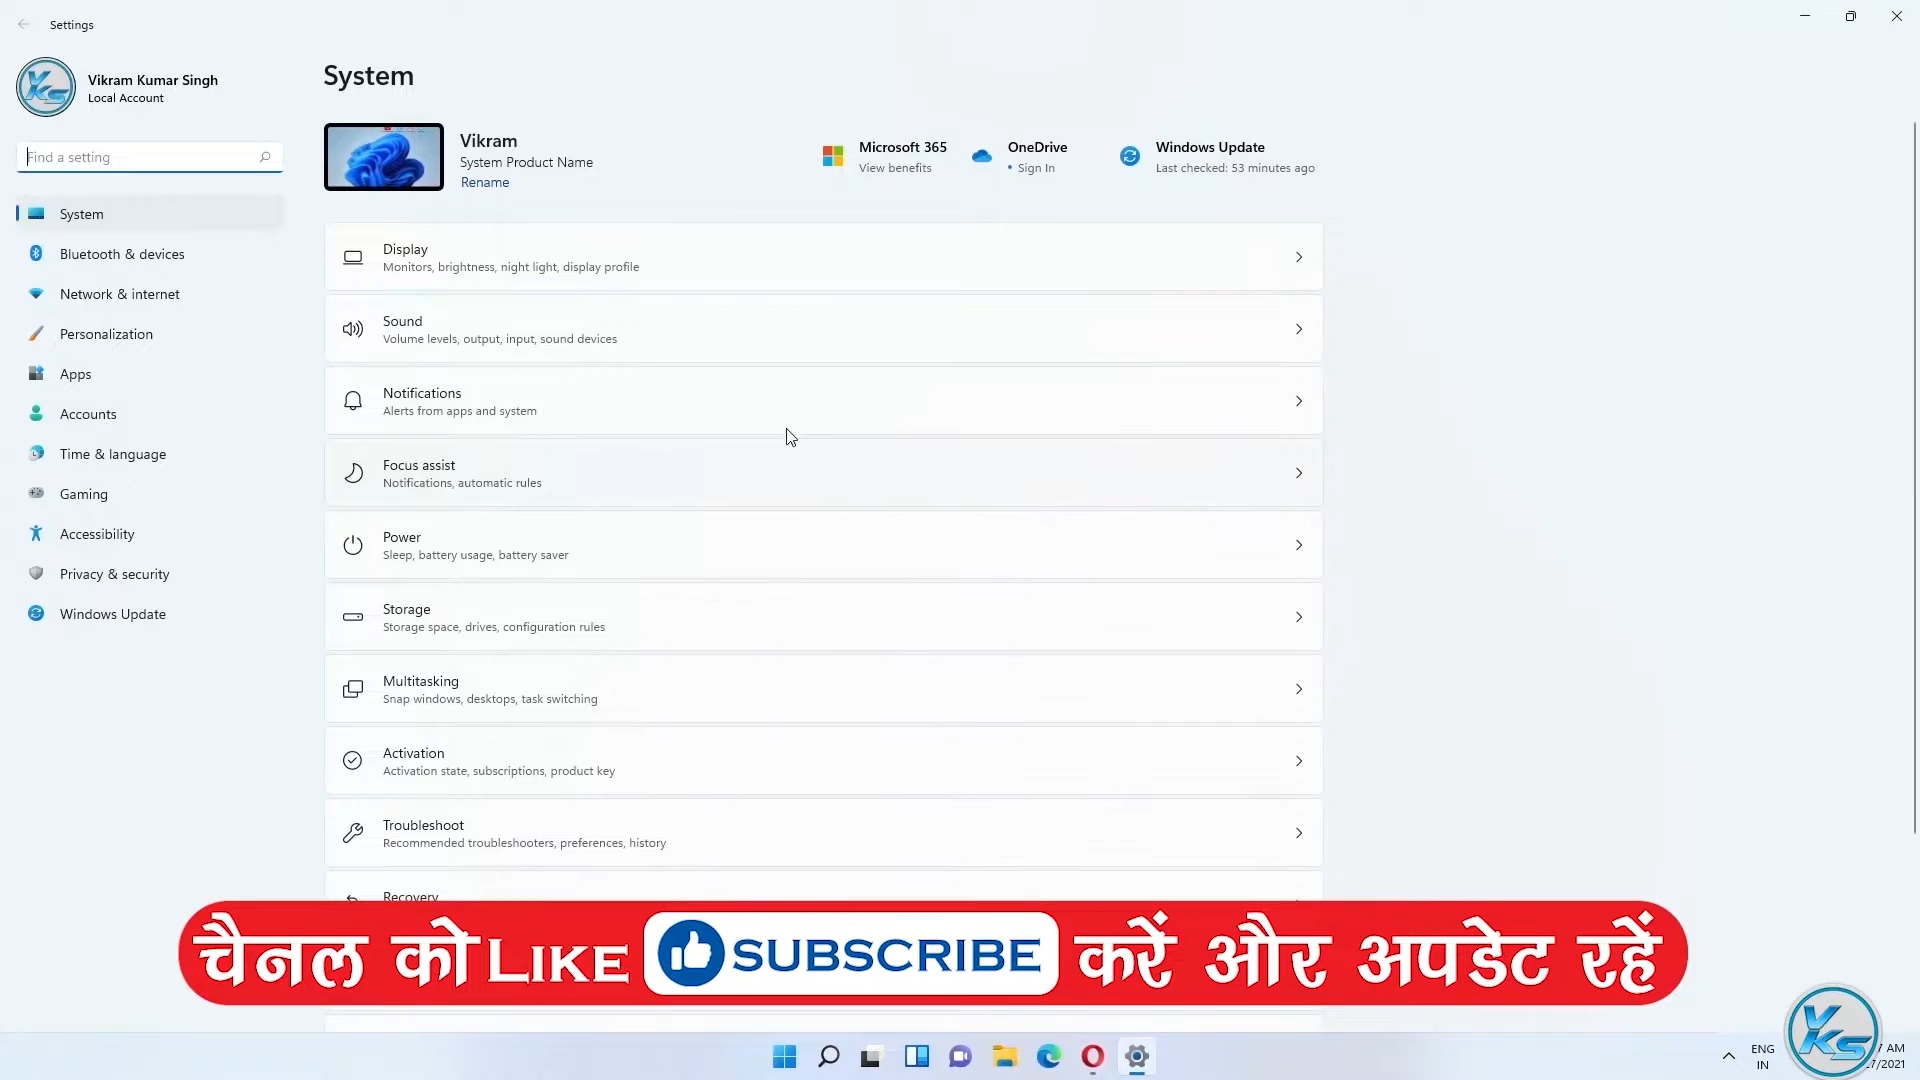 Settings
Vikram Kumar Singh
Local Account
Find a setting
System
Bluetooth & devices
Network & internet
Personalization
Apps
Accounts
Time & language
Gaming
Accessibility
Privacy & security
Windows Update
System
Vikram
System Product Name
Rename
Microsoft 365
View benefits
OneDrive
• Sign In
Windows Update
Last checked: 53 minutes ago
Display
Monitors, brightness, night light, display profile
Sound
Volume levels, output, input, sound devices
Notifications
Alerts from apps and system
Focus assist
Notifications, automatic rules
Power
Sleep, battery usage, battery saver
Storage
Storage space, drives, configuration rules
Multitasking
Snap windows, desktops, task switching
Activation
Activation state, subscriptions, product key
Troubleshoot
Recommended troubleshooters, preferences, history
Recovery
चैनल को LIKE SUBSCRIBE करें और अपडेट रहें
ENG
IN
7 AM
7/2021
VKS